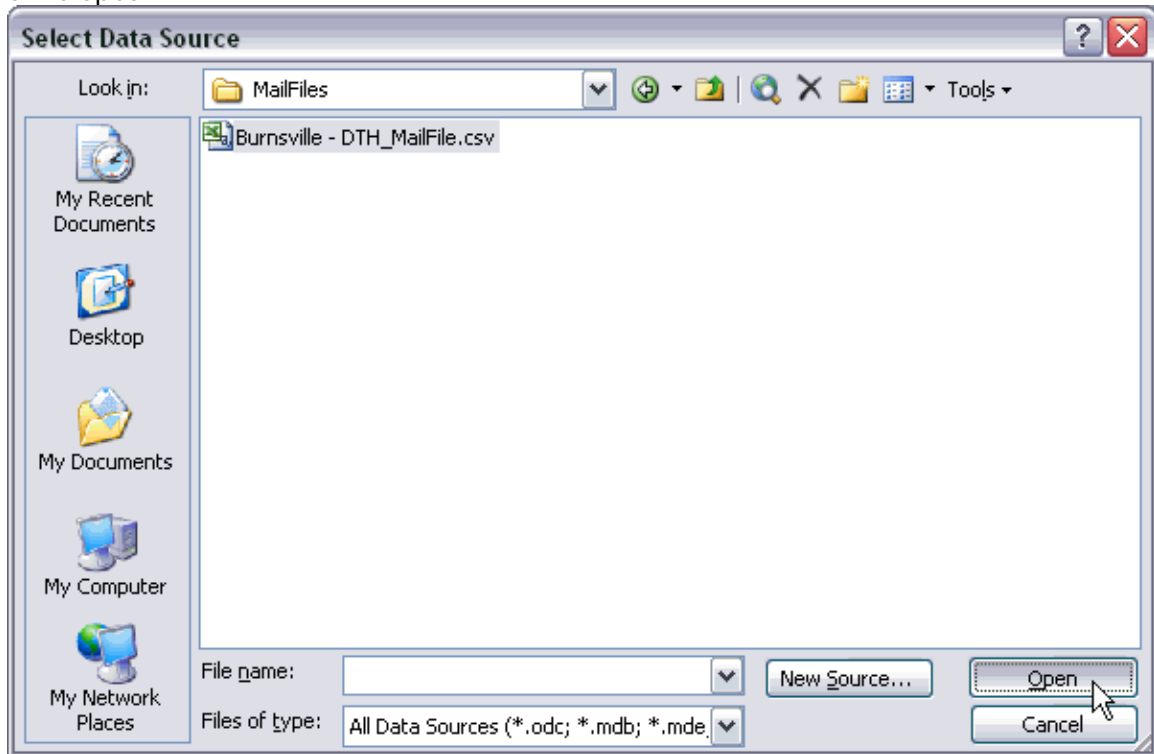 Select Data Source
Look in:
MailFiles
Tools
Burnsville - DTH_MailFile.csv
My Recent
Documents
Desktop
My Documents
My Computer
My Network
Places
File name:
New Source...
Open
Files of type:
All Data Sources (*.odc; *.mdb; *.mde,
Cancel